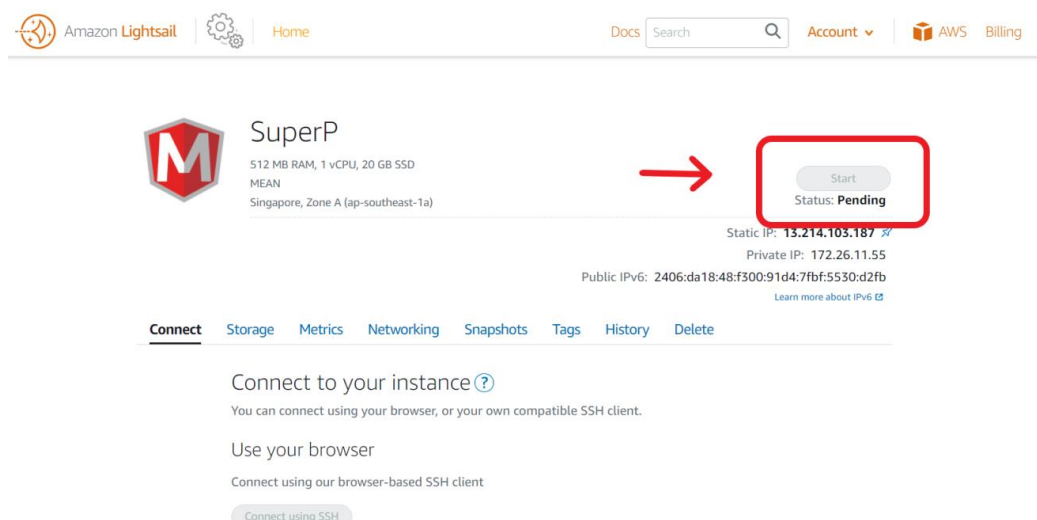 Amazon Lightsail
Home
Docs
Search
Account
AWS
Billing
M
SuperP
512 MB RAM, 1 vCPU, 20 GB SSD
MEAN
Singapore, Zone A (ap-southeast-1a)
Start
Status: Pending
Static IP: 13.214.103.187
Private IP: 172.26.11.55
Public IPv6: 2406:da18:48:f300:91d4:7fbf:5530:d2fb
Learn more about IPv6
Connect Storage Metrics Networking Snapshots Tags History Delete
Connect to your instance ?
You can connect using your browser, or your own compatible SSH client.
Use your browser
Connect using our browser-based SSH client
Connect using SSH